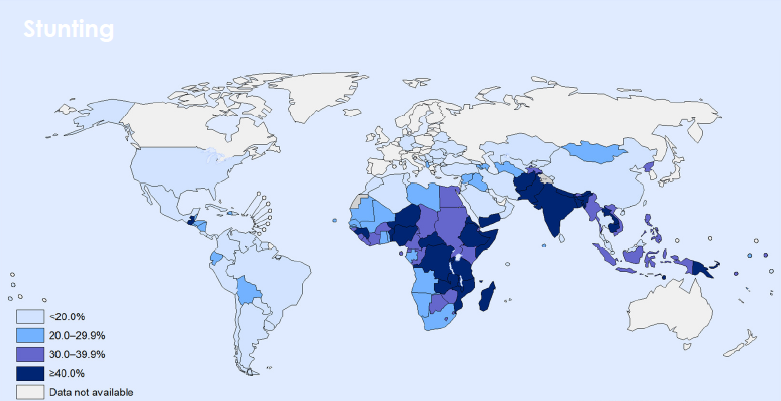 Stunting
<20.0%
20.0–29.9%
30.0–39.9%
≥40.0%
Data not available